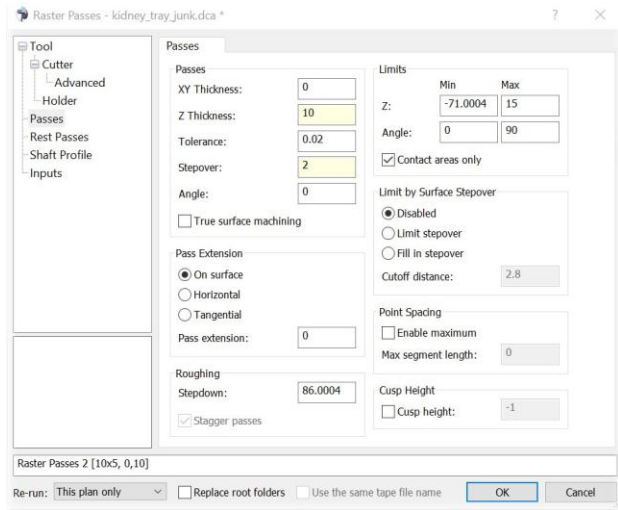 Raster Passes - kidney_tray_junk.dca *
?
Tool
Cutter
Advanced
Holder
Passes
Rest Passes
Shaft Profile
Inputs
Passes
Passes
XY Thickness: 0
Z Thickness: 10
Tolerance: 0.02
Stepover: 2
Angle: 0
True surface machining
Pass Extension
On surface
Horizontal
Tangential
Pass extension: 0
Roughing
Stepdown: 86.0004
Stagger passes
Limits
Min Max
Z: -71.0004 15
Angle: 0 90
Contact areas only
Limit by Surface Stepover
Disabled
Limit stepover
Fill in stepover
Cutoff distance: 2.8
Point Spacing
Enable maximum
Max segment length: 0
Cusp Height
Cusp height: -1
Raster Passes 2 [10x5, 0,10]
Re-run: This plan only Replace root folders Use the same tape file name OK Cancel